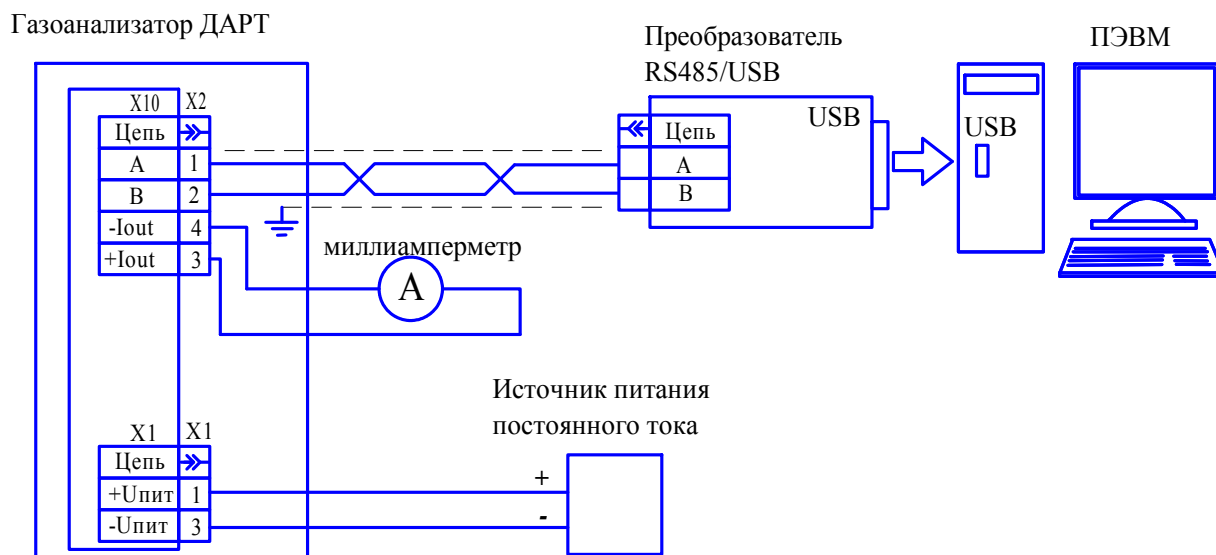 Газоанализатор ДАРТ
Преобразователь
RS485/USB
ПЭВМ
X10 X2
Цепь
A 1
B 2
-Iout 4
+Iout 3
Цепь
A
B
USB
USB
миллиамперметр
A
Источник питания
постоянного тока
X1 X1
Цепь
+Uпит 1
-Uпит 3
+
-